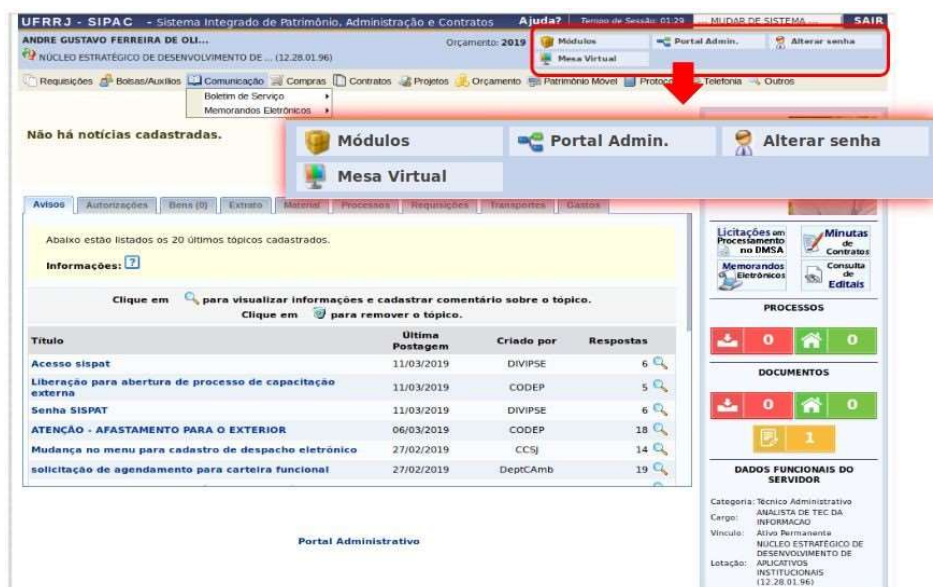 UFRRJ - SIPAC - Sistema Integrado de Patrimônio, Administração e Contratos Ajuda? Tempo de Sessão: 01:29 ... MUDAR DE SISTEMA ... SAIR
ANDRE GUSTAVO FERREIRA DE OLI... Orçamento: 2019 Módulos Portal Admin. Alterar senha
NÚCLEO ESTRATÉGICO DE DESENVOLVIMENTO DE ... (12.28.01.96) Mesa Virtual
Requisições Bolsas/Auxílios Comunicação Compras Contratos Projetos Orçamento Patrimônio Móvel Telefonia Outros
Boletim de Serviço
Memorandos Eletrônicos
Não há notícias cadastradas.
Módulos Portal Admin. Alterar senha
Mesa Virtual
Avisos Autorizações Bens (0) Extrato Material Processos Requisições Transportes Gastos
Abaixo estão listados os 20 últimos tópicos cadastrados.
Informações: ?
Clique em para visualizar informações e cadastrar comentário sobre o tópico.
Clique em para remover o tópico.
Título Última Postagem Criado por Respostas
Acesso sispat 11/03/2019 DIVIPSE 6
Liberação para abertura de processo de capacitação
externa 11/03/2019 CODEP 5
Senha SISPAT 11/03/2019 DIVIPSE 6
ATENÇÃO - AFASTAMENTO PARA O EXTERIOR 06/03/2019 CODEP 18
Mudança no menu para cadastro de despacho eletrônico 27/02/2019 CCSJ 14
solicitação de agendamento para carteira funcional 27/02/2019 DeptCAmb 19
Portal Administrativo
Licitações em
Processamento
no DMSA
Minutas
de
Contratos
Memorandos
Eletrônicos
Consulta
de
Editais
PROCESSOS
0 0
DOCUMENTOS
0 0
1
DADOS FUNCIONAIS DO
SERVIDOR
Categoria: Técnico Administrativo
Cargo: ANALISTA DE TEC DA
INFORMACAO
Vínculo: Ativo Permanente
Lotação: NÚCLEO ESTRATÉGICO DE
DESENVOLVIMENTO DE
APLICATIVOS
INSTITUCIONAIS
(12.28.01.96)